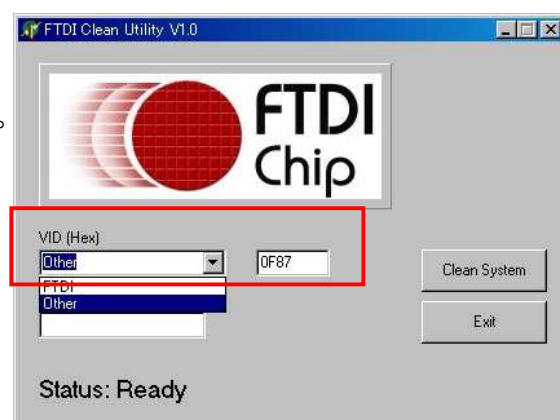 FTDI Clean Utility V1.0
FTDI
Chip
VID (Hex)
Other
0F87
FTDI
Other
Clean System
Exit
Status: Ready